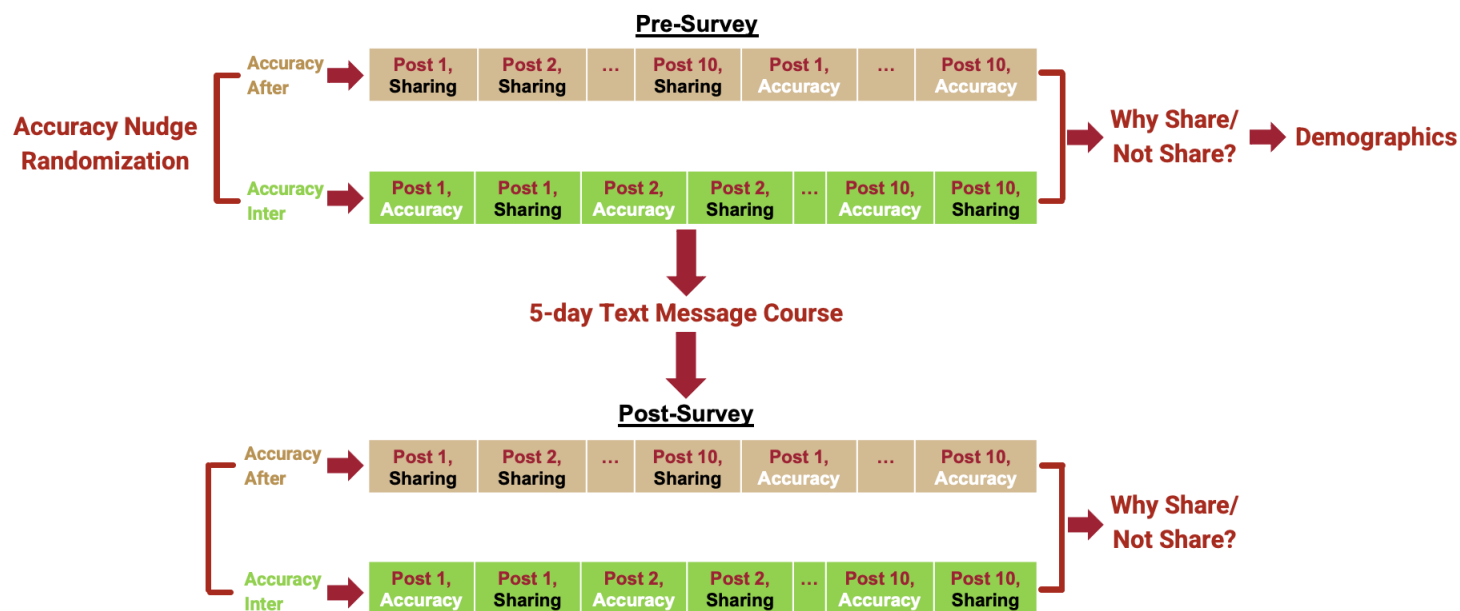 Pre-Survey
Accuracy Nudge
Randomization
Accuracy
After
Post 1,
Sharing
Post 2,
Sharing
...
Post 10,
Sharing
Post 1,
Accuracy
...
Post 10,
Accuracy
Accuracy
Inter
Post 1,
Accuracy
Post 1,
Sharing
Post 2,
Accuracy
Post 2,
Sharing
...
Post 10,
Accuracy
Post 10,
Sharing
Why Share/
Not Share?
Demographics
5-day Text Message Course
Post-Survey
Accuracy
After
Post 1,
Sharing
Post 2,
Sharing
...
Post 10,
Sharing
Post 1,
Accuracy
...
Post 10,
Accuracy
Accuracy
Inter
Post 1,
Accuracy
Post 1,
Sharing
Post 2,
Accuracy
Post 2,
Sharing
...
Post 10,
Accuracy
Post 10,
Sharing
Why Share/
Not Share?